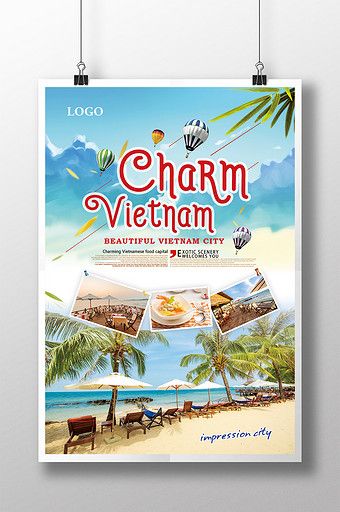 LOGO
CHaRm
Vietnam
BEAUTIFUL VIETNAM CITY
Charming Vietnamese food capital
EXOTIC SCENERY
WELCOMES YOU
impression city